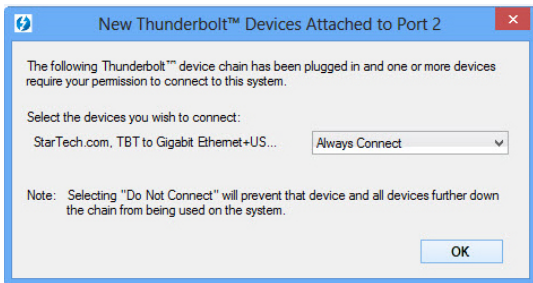 New Thunderbolt™ Devices Attached to Port 2
The following Thunderbolt™ device chain has been plugged in and one or more devices
require your permission to connect to this system.
Select the devices you wish to connect:
StarTech.com, TBT to Gigabit Ethernet+US... Always Connect
Note: Selecting "Do Not Connect" will prevent that device and all devices further down
the chain from being used on the system.
OK